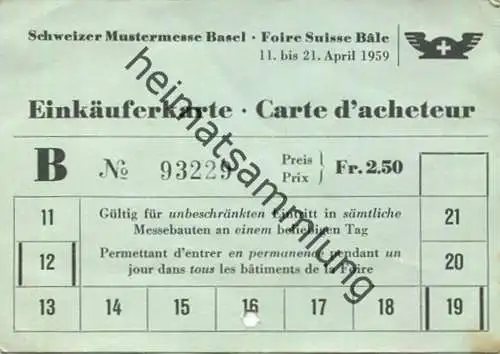 Schweizer Mustermesse Basel · Foire Suisse Bâle
11. bis 21. April 1959
Einkäuferkarte · Carte d'acheteur
B № 93229 Preis Prix } Fr. 2.50
11 Gültig für unbeschränkten Eintritt in sämtliche 21
Messebauten an einem beliebigen Tag
12 Permettant d'entrer en permanence pendant un 20
jour dans tous les bâtiments de la Foire
13 14 15 16 17 18 19
heimatsammlung